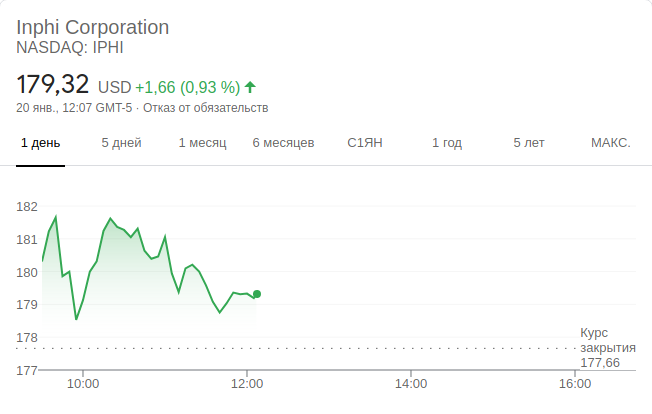 Inphi Corporation
NASDAQ: IPHI
179,32 USD +1,66 (0,93 %)
20 янв., 12:07 GMT-5 · Отказ от обязательств
1 день 5 дней 1 месяц 6 месяцев С1ЯН 1 год 5 лет МАКС.
182
181
180
179
178
177
Курс
закрытия
177,66
10:00 12:00 14:00 16:00